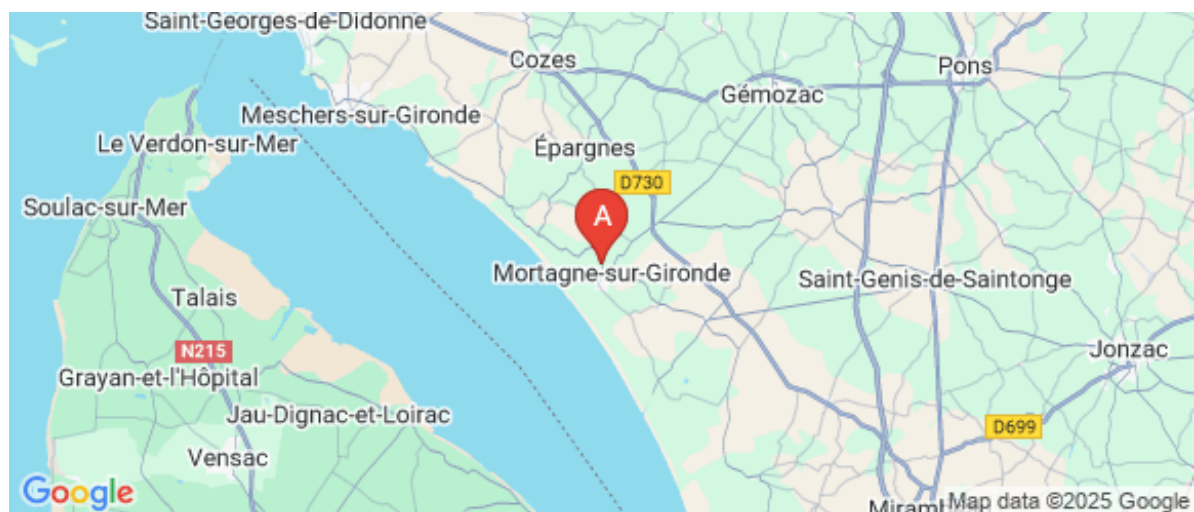 Saint-Georges-de-Didonne
Cozes
Pons
Gémozac
Meschers-sur-Gironde
Le Verdon-sur-Mer
Épargnes
D730
Soulac-sur-Mer
A
Mortagne-sur-Gironde
Saint-Genis-de-Saintonge
Talais
N215
Jonzac
Grayan-et-l'Hôpital
Jau-Dignac-et-Loirac
D699
Vensac
Google
Map data ©2025 Google